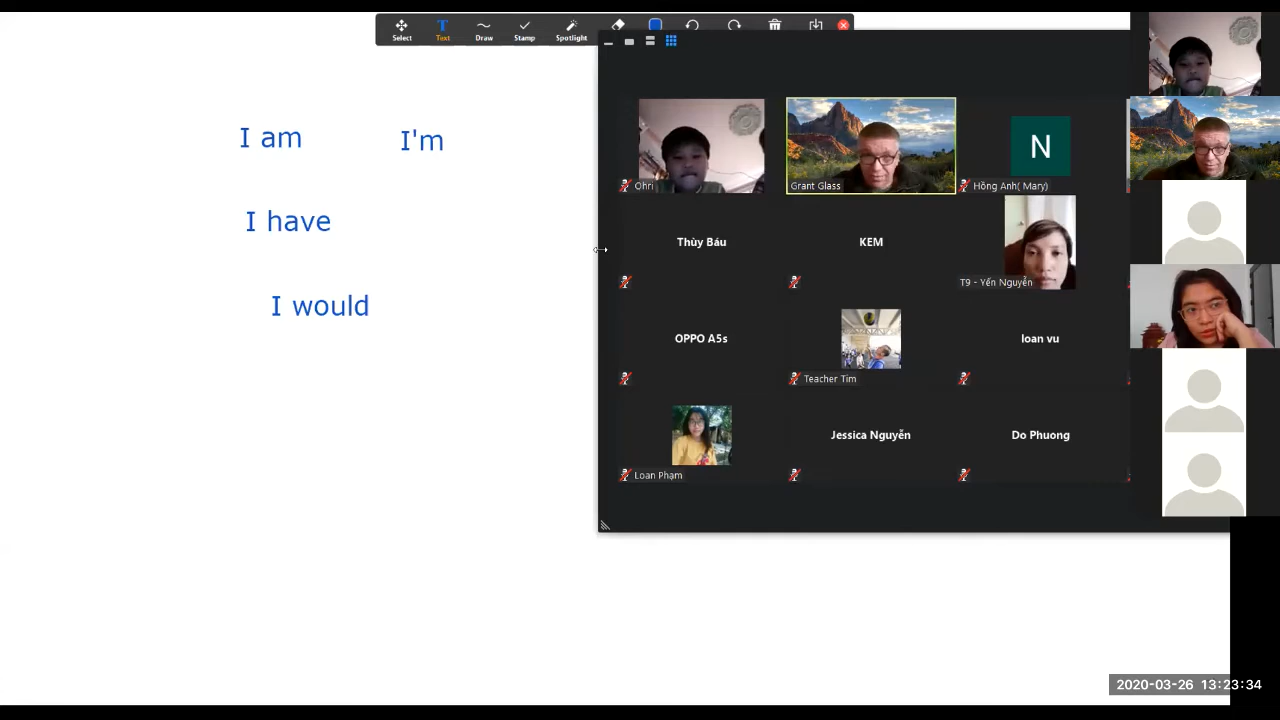 Select Text Draw Stamp Spotlight
I am I'm
I have
I would
Ohri Grant Glass N Hồng Anh( Mary)
Thùy Báu KEM T9 - Yến Nguyễn
OPPO A5s Teacher Tim loan vu
Loan Phạm Jessica Nguyễn Do Phuong
2020-03-26 13:23:34